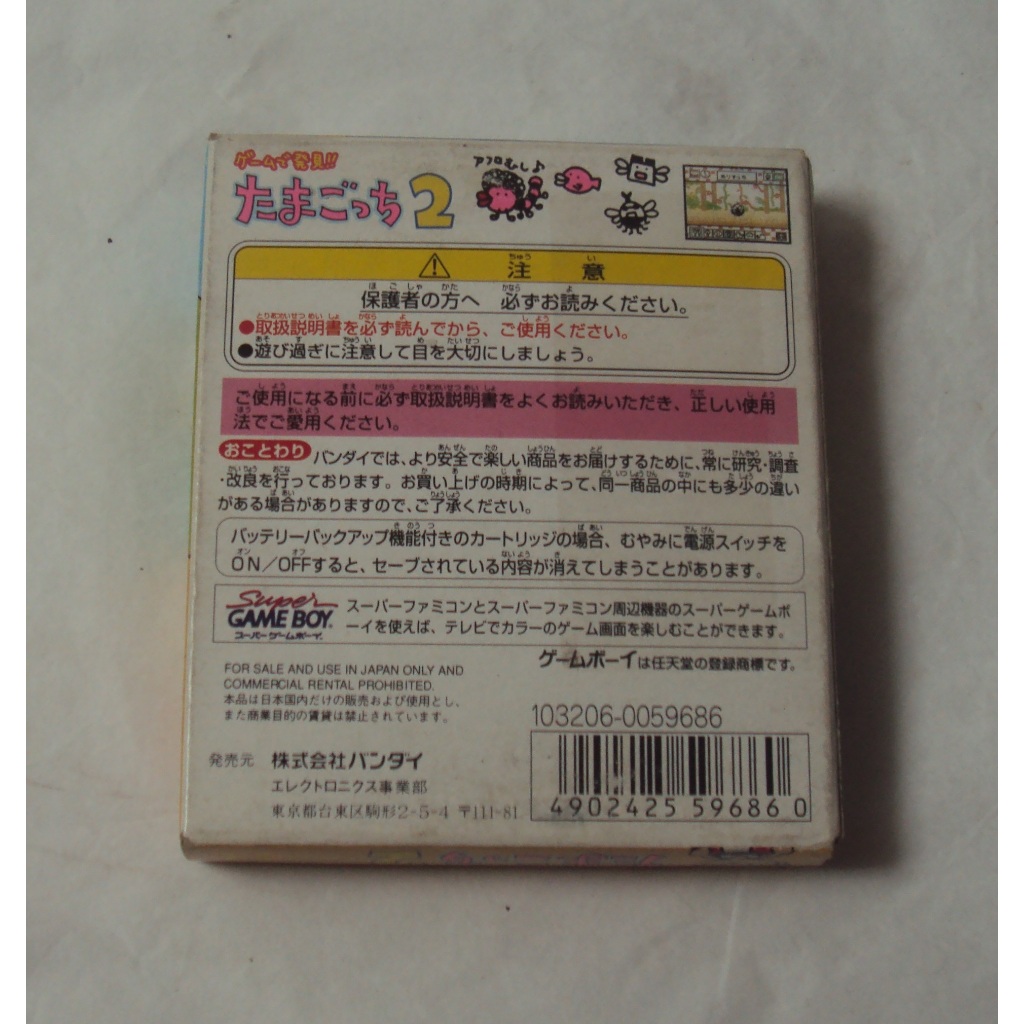 ゲームで発見!!
たまごっち2
アフロむし♪
⚠ 注意
保護者の方へ 必ずお読みください。
●取扱説明書を必ず読んでから、ご使用ください。
●遊び過ぎに注意して目を大切にしましょう。
ご使用になる前に必ず取扱説明書をよくお読みいただき、正しい使用
法でご愛用ください。
おことわり バンダイでは、より安全で楽しい商品をお届けするために、常に研究・調査
・改良を行っております。お買い上げの時期によって、同一商品の中にも多少の違い
がある場合がありますので、ご了承ください。
バッテリーバックアップ機能付きのカートリッジの場合、むやみに電源スイッチを
ON/OFFすると、セーブされている内容が消えてしまうことがあります。
Super
GAME BOY
スーパーゲームボーイ
スーパーファミコンとスーパーファミコン周辺機器のスーパーゲームボ
ーイを使えば、テレビでカラーのゲーム画面を楽しむことができます。
ゲームボーイは任天堂の登録商標です。
FOR SALE AND USE IN JAPAN ONLY AND
COMMERCIAL RENTAL PROHIBITED.
本品は日本国内だけの販売および使用とし、
また商業目的の賃貸は禁止されています。
103206-0059686
発売元 株式会社バンダイ
エレクトロニクス事業部
東京都台東区駒形2-5-4 〒111-81
4902425 596860